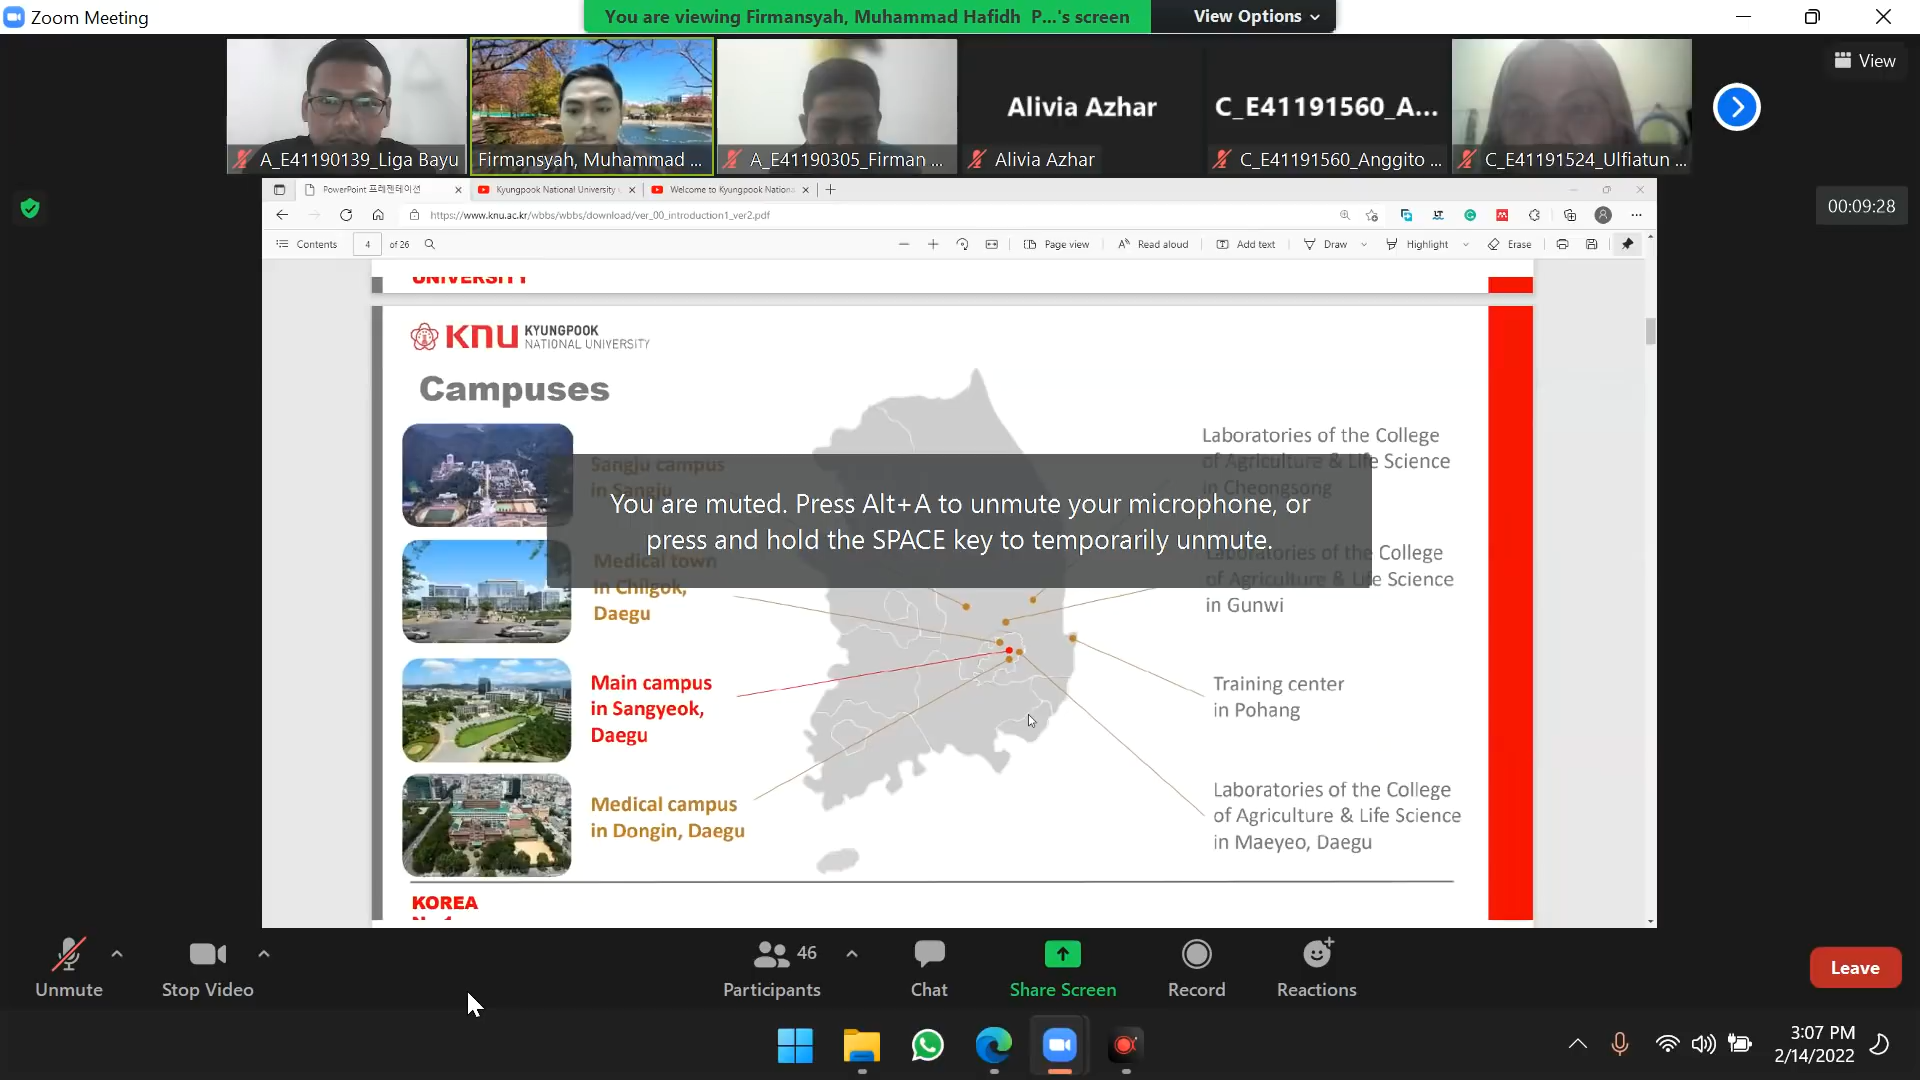 Zoom Meeting
You are viewing Firmansyah, Muhammad Hafidh P...'s screen
View Options
View
A_E41190139_Liga Bayu
Firmansyah, Muhammad ...
A_E41190305_Firman ...
Alivia Azhar
Alivia Azhar
C_E41191560_A...
C_E41191560_Anggito ...
C_E41191524_Ulfiatun ...
00:09:28
PowerPoint 프레젠테이션
Kyungpook National University
Welcome to Kyungpook Nationa
https://www.knu.ac.kr/wbbs/wbbs/download/ver_00_introduction1_ver2.pdf
Contents
4
of 26
Page view
Read aloud
Add text
Draw
Highlight
Erase
UNIVERSITY
KNU KYUNGPOOK
NATIONAL UNIVERSITY
Campuses
Sangju campus
in Sangju
Medical town
in Chilgok,
Daegu
Main campus
in Sangyeok,
Daegu
Medical campus
in Dongin, Daegu
Laboratories of the College
of Agriculture & Life Science
in Cheongsong
Laboratories of the College
of Agriculture & Life Science
in Gunwi
Training center
in Pohang
Laboratories of the College
of Agriculture & Life Science
in Maeyeo, Daegu
You are muted. Press Alt+A to unmute your microphone, or
press and hold the SPACE key to temporarily unmute.
KOREA
Unmute
Stop Video
46
Participants
Chat
Share Screen
Record
Reactions
Leave
3:07 PM
2/14/2022